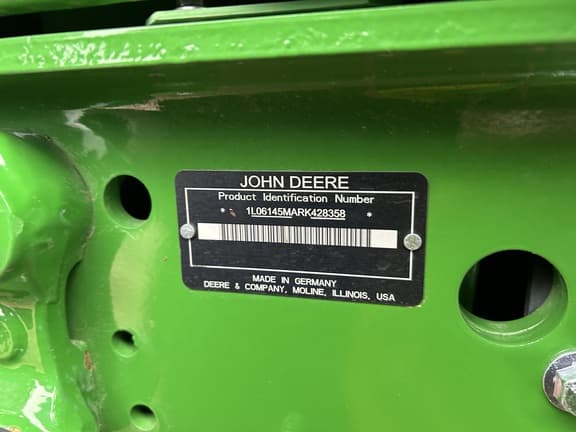 JOHN DEERE
Product Identification Number
* 1L06145MARK428358 *
MADE IN GERMANY
DEERE & COMPANY, MOLINE, ILLINOIS, USA